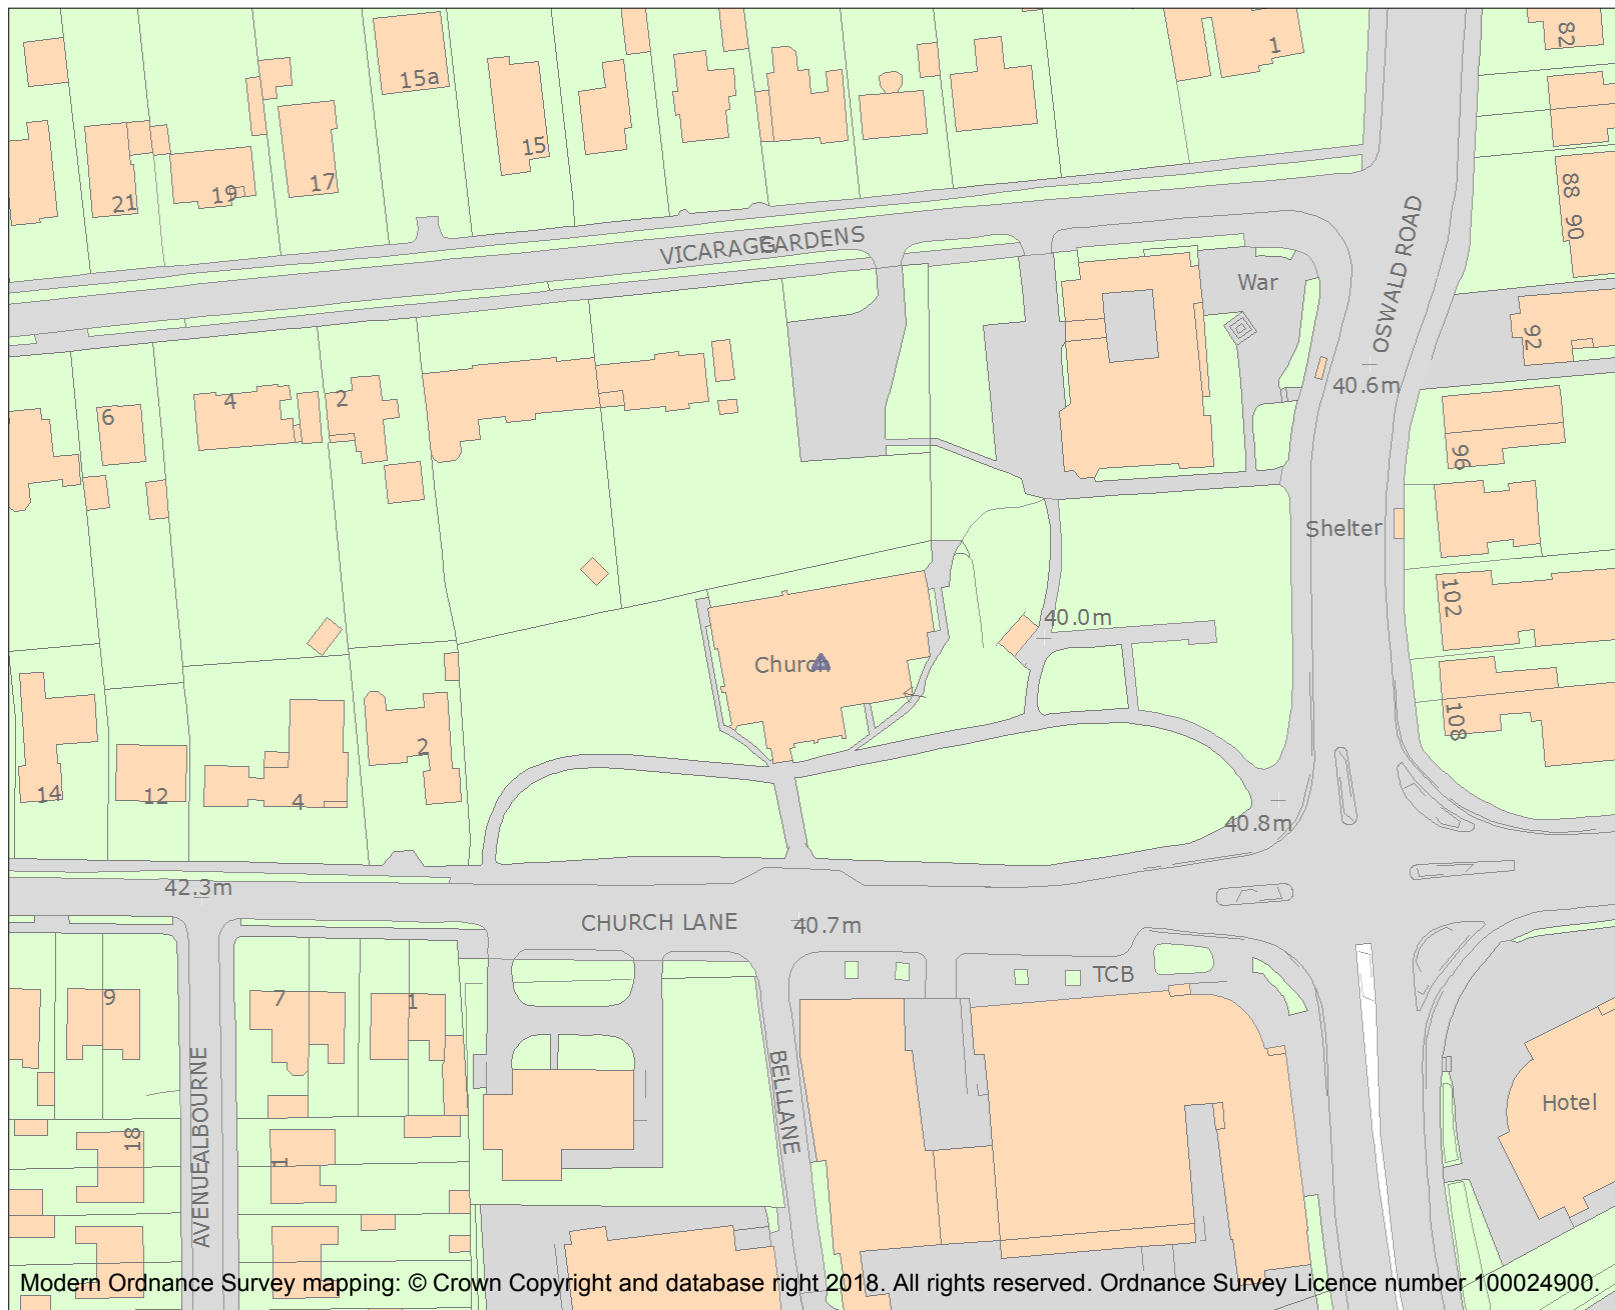 82
1
15a
15
17
19
21
88
90
OSWALD ROAD
VICARAGE GARDENS
War
92
40.6m
4
2
6
96
Shelter
102
40.0m
Church
108
2
14
12
4
40.8m
42.3m
CHURCH LANE
40.7m
TCB
9
7
1
BELL LANE
ALBOURNE AVENUE
Hotel
18
1
Modern Ordnance Survey mapping: © Crown Copyright and database right 2018. All rights reserved. Ordnance Survey Licence number 100024900.